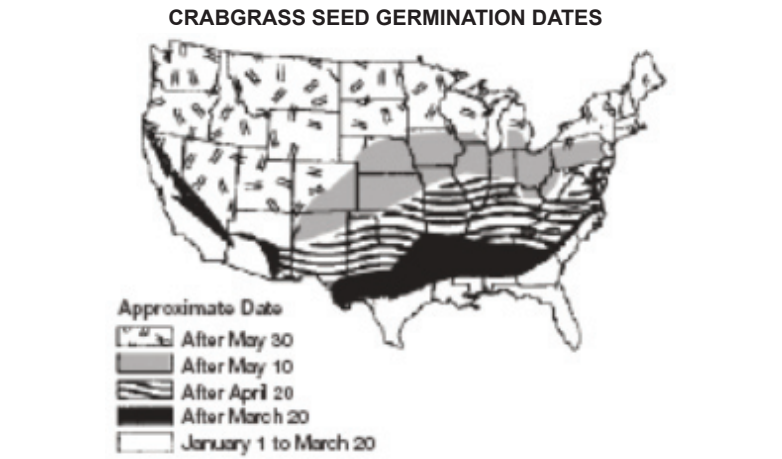 CRABGRASS SEED GERMINATION DATES
Approximate Date
After May 30
After May 10
After April 20
After March 20
January 1 to March 20